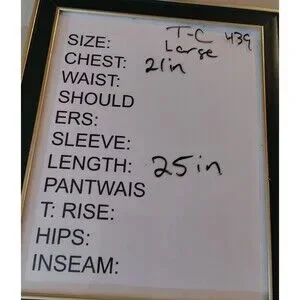 T-C 439
SIZE: Large
CHEST: 21in
WAIST:
SHOULD
ERS:
SLEEVE:
LENGTH: 25in
PANTWAIS
T: RISE:
HIPS:
INSEAM: